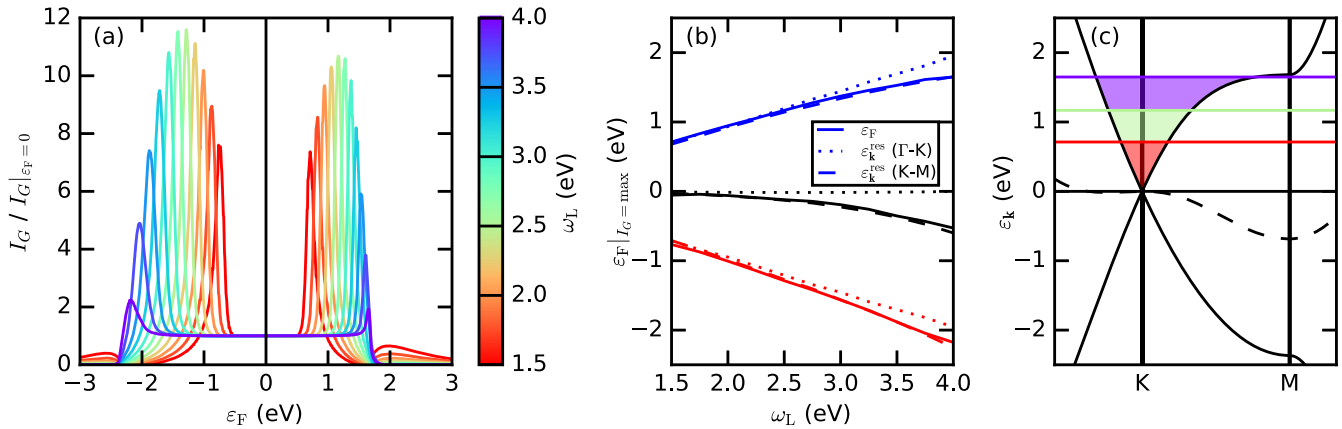 (a)
I_G / I_G|_{ε_F=0}
12
10
8
6
4
2
0
−3
−2
−1
0
1
2
3
ε_F (eV)
4.0
3.5
3.0
2.5
2.0
1.5
ω_L (eV)
(b)
ε_F|_{I_G=max} (eV)
2
1
0
−1
−2
1.5
2.0
2.5
3.0
3.5
4.0
ω_L (eV)
ε_F
ε_k^res (Γ-K)
ε_k^res (K-M)
(c)
ε_k (eV)
2
1
0
−1
−2
K
M